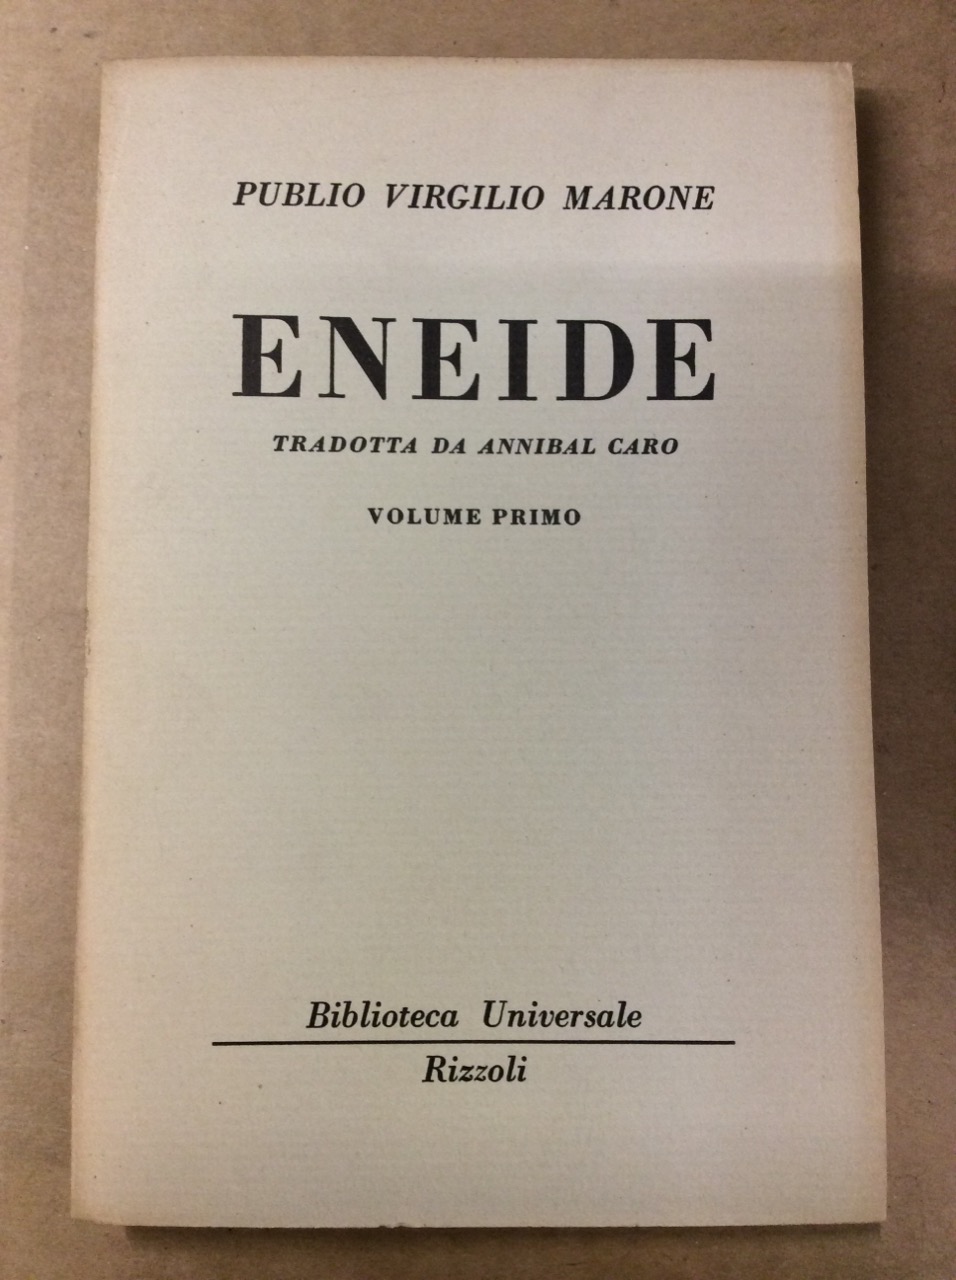 PUBLIO VIRGILIO MARONE
ENEIDE
TRADOTTA DA ANNIBAL CARO
VOLUME PRIMO
Biblioteca Universale
Rizzoli